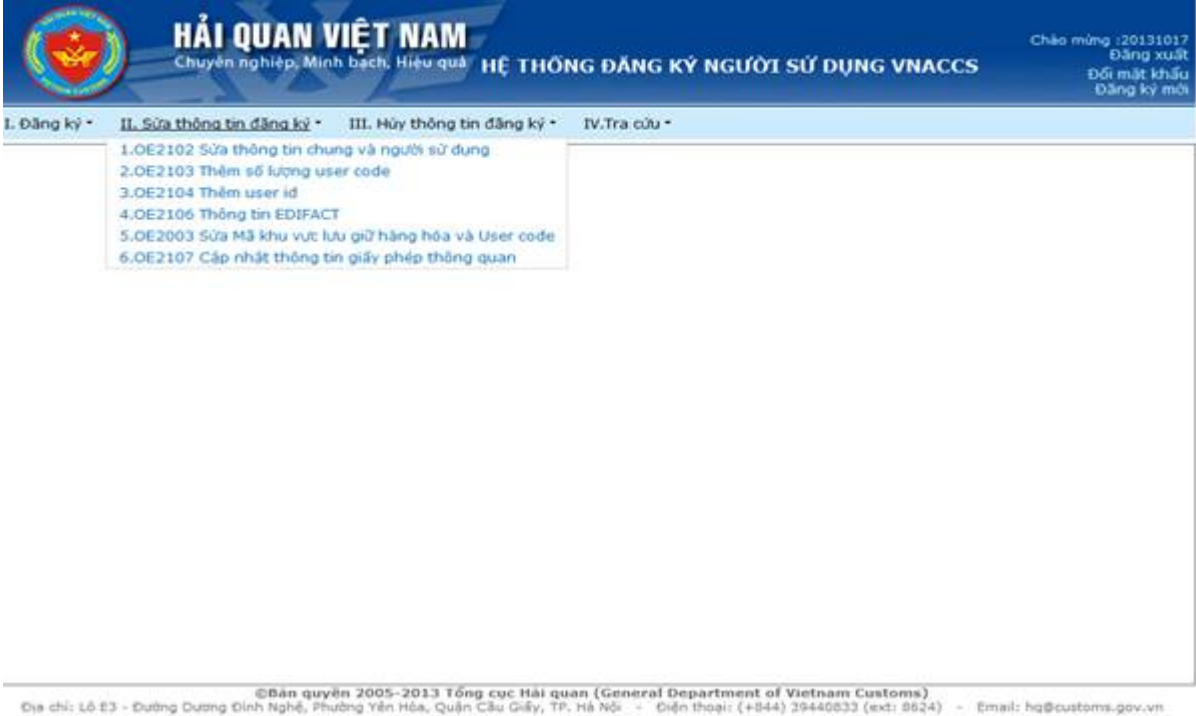 HẢI QUAN VIỆT NAM
Chuyên nghiệp, Minh bạch, Hiệu quả
HỆ THỐNG ĐĂNG KÝ NGƯỜI SỬ DỤNG VNACCS
Chào mừng :20131017
Đăng xuất
Đổi mật khẩu
Đăng ký mới
I. Đăng ký II. Sửa thông tin đăng ký III. Hủy thông tin đăng ký IV.Tra cứu
1.OE2102 Sửa thông tin chung và người sử dụng
2.OE2103 Thêm số lượng user code
3.OE2104 Thêm user id
4.OE2106 Thông tin EDIFACT
5.OE2003 Sửa Mã khu vực lưu giữ hàng hóa và User code
6.OE2107 Cập nhật thông tin giấy phép thông quan
©Bản quyền 2005-2013 Tổng cục Hải quan (General Department of Vietnam Customs)
Địa chỉ: Lô E3 - Đường Dương Đình Nghệ, Phường Yên Hòa, Quận Cầu Giấy, TP. Hà Nội - Điện thoại: (+844) 39440833 (ext: 8624) - Email: hq@customs.gov.vn